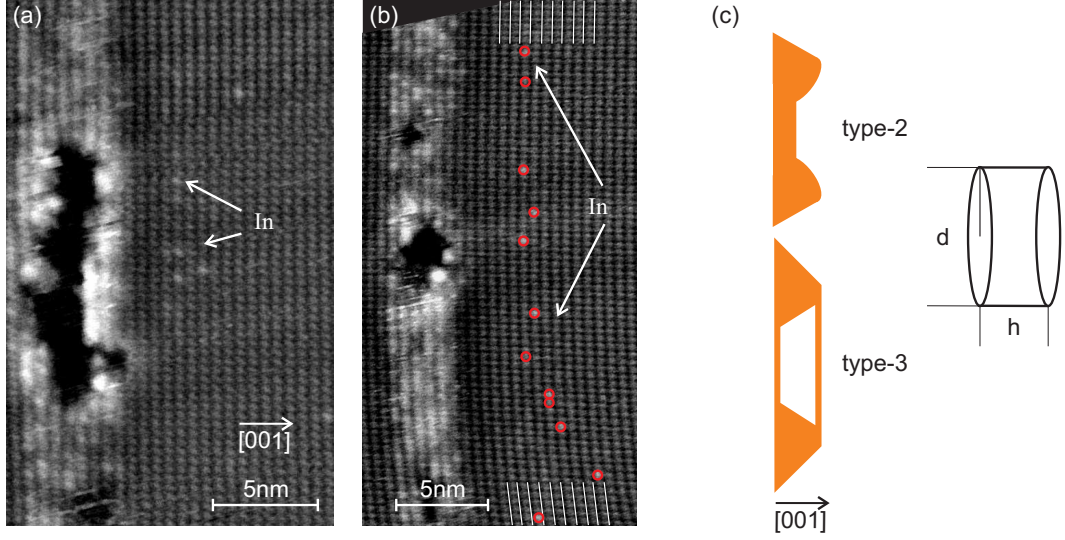 (a)
In
[001]
5nm
(b)
In
5nm
(c)
type-2
type-3
[001]
d
h